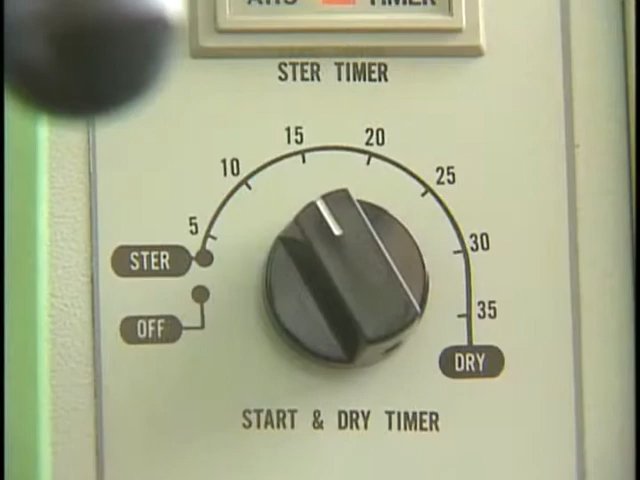 TIMER
STER TIMER
5
10
15
20
25
30
35
STER
OFF
DRY
START & DRY TIMER